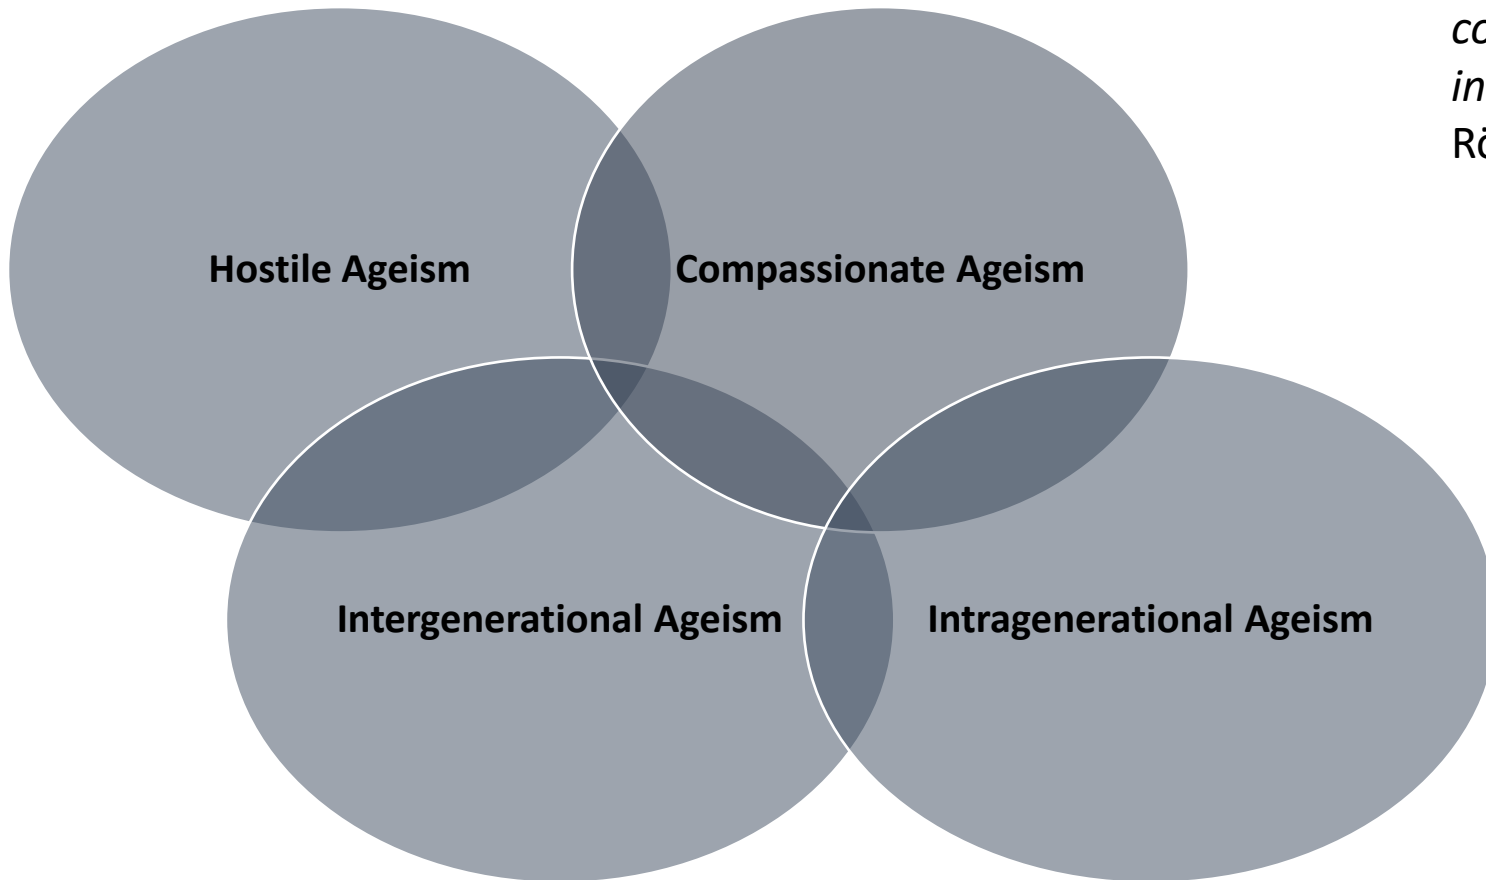 Hostile Ageism
Compassionate Ageism
Intergenerational Ageism
Intragenerational Ageism